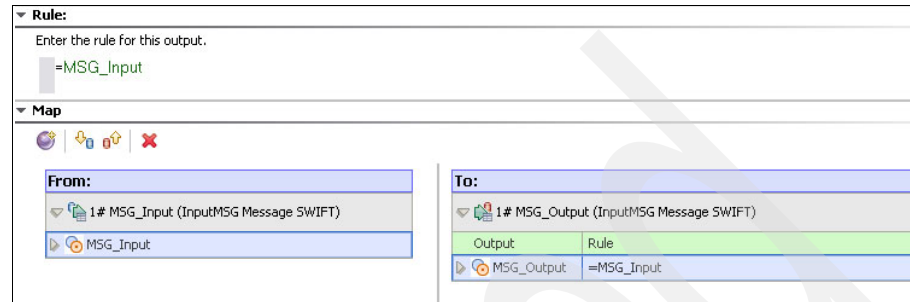 Rule:
Enter the rule for this output.
=MSG_Input
Map
From:
1# MSG_Input (InputMSG Message SWIFT)
MSG_Input
To:
1# MSG_Output (InputMSG Message SWIFT)
Output Rule
MSG_Output =MSG_Input